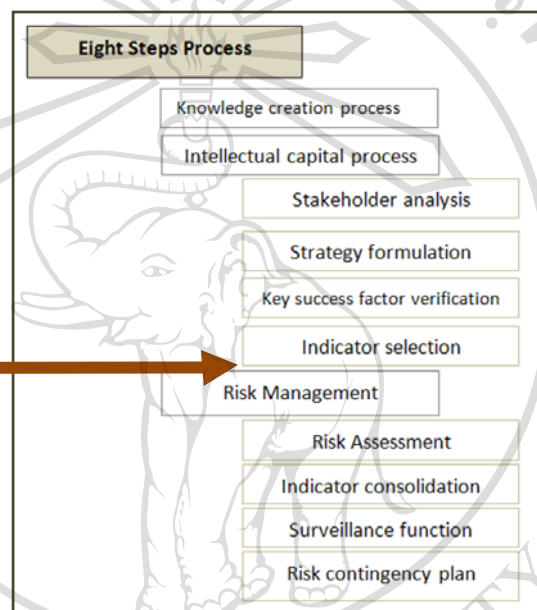 Eight Steps Process
Knowledge creation process
Intellectual capital process
Stakeholder analysis
Strategy formulation
Key success factor verification
Indicator selection
Risk Management
Risk Assessment
Indicator consolidation
Surveillance function
Risk contingency plan